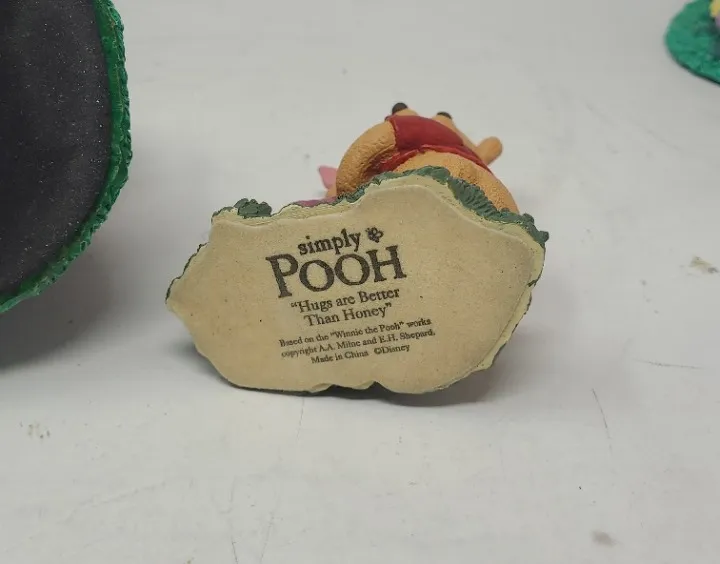 simply
POOH
"Hugs are Better
Than Honey"
Based on the "Winnie the Pooh" works
copyright A.A. Milne and E.H. Shepard.
Made in China ©Disney